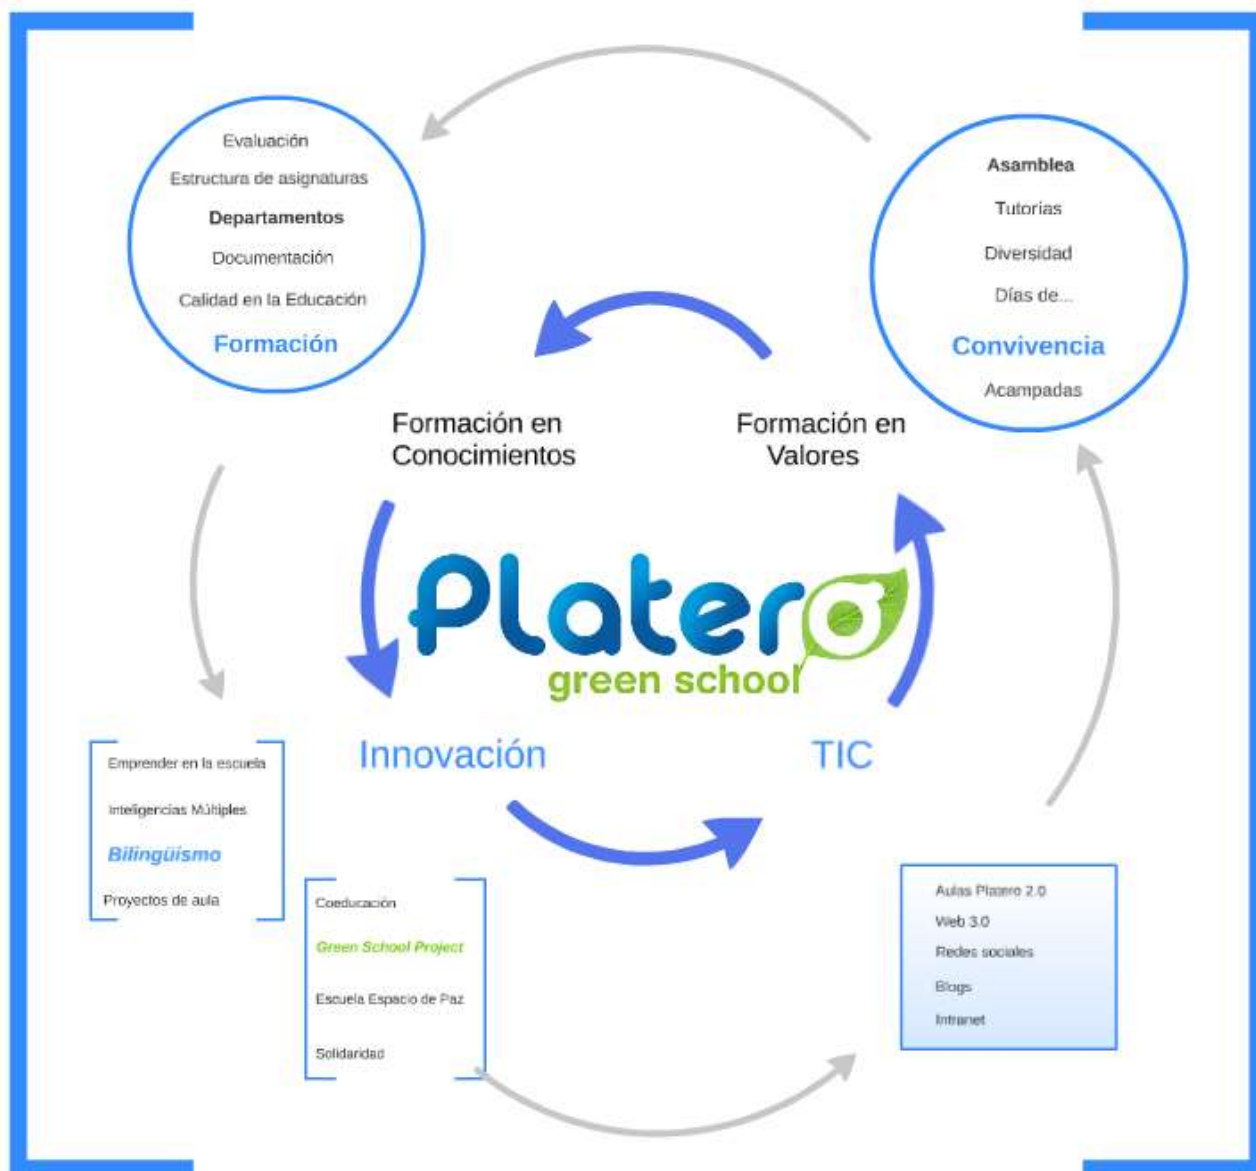 Evaluación
Estructura de asignaturas
Departamentos
Documentación
Calidad en la Educación
Formación
Asamblea
Tutorias
Diversidad
Días de...
Convivencia
Acampadas
Formación en
Conocimientos
Formación en
Valores
Platero
green school
Innovación
TIC
Emprender en la escuela
Inteligencias Múltiples
Bilingüismo
Proyectos de aula
Coeducación
Green School Project
Escuela Espacio de Paz
Solidaridad
Aulas Platero 2.0
Web 3.0
Redes sociales
Blogs
Intranet